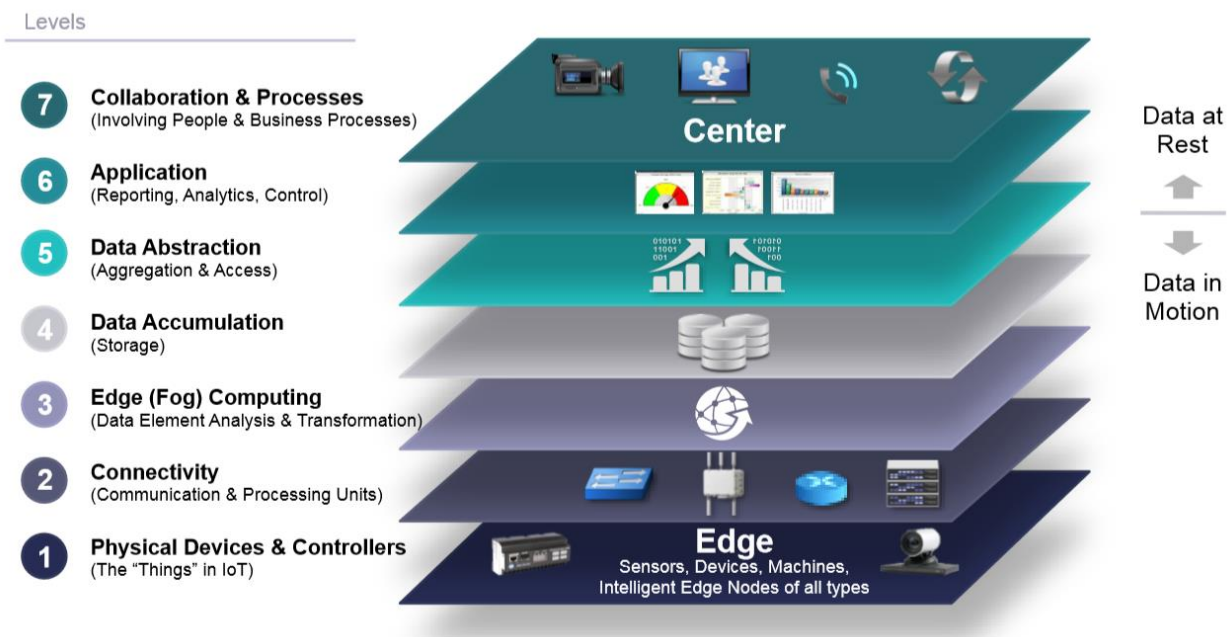 Levels
7
Collaboration & Processes
(Involving People & Business Processes)
6
Application
(Reporting, Analytics, Control)
5
Data Abstraction
(Aggregation & Access)
4
Data Accumulation
(Storage)
3
Edge (Fog) Computing
(Data Element Analysis & Transformation)
2
Connectivity
(Communication & Processing Units)
1
Physical Devices & Controllers
(The “Things” in IoT)
Center
010101
11001
001
Edge
Sensors, Devices, Machines,
Intelligent Edge Nodes of all types
Data at
Rest
Data in
Motion